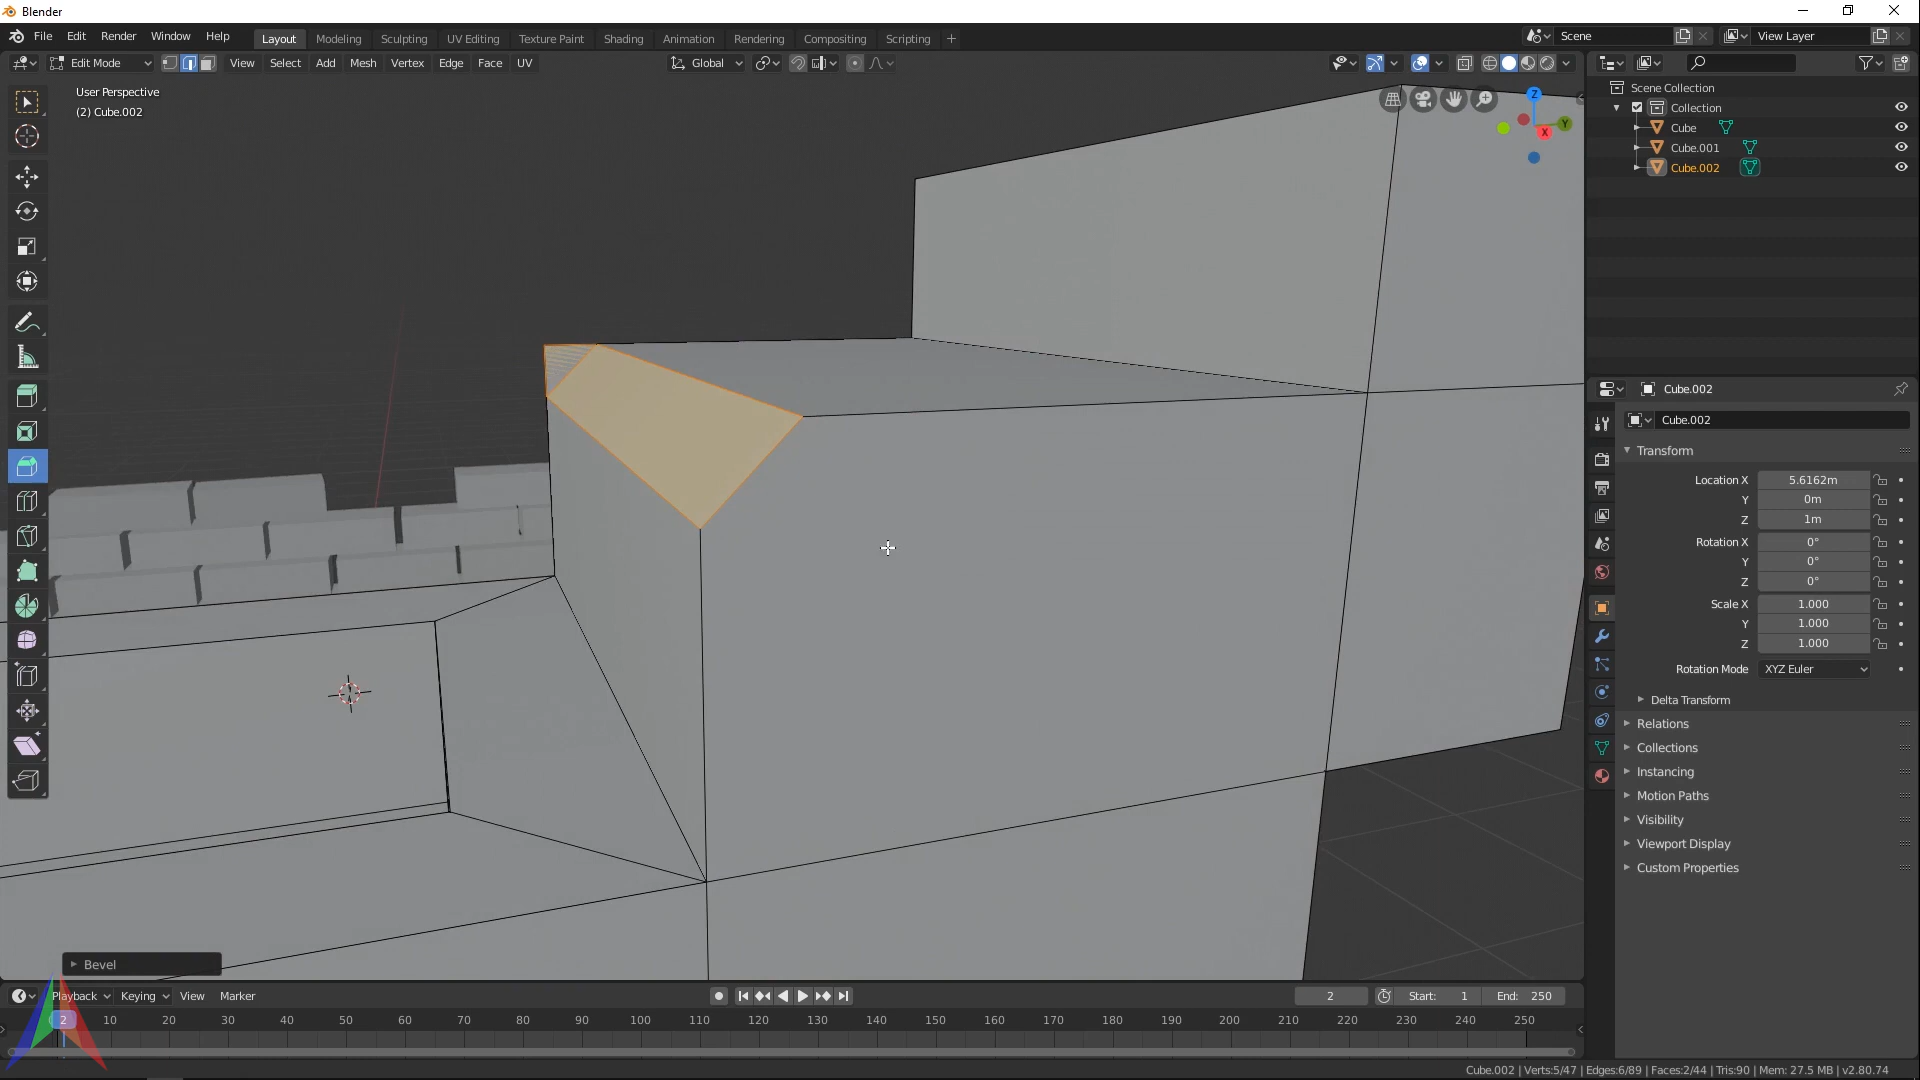 Blender
File Edit Render Window Help
Layout Modeling Sculpting UV Editing Texture Paint Shading Animation Rendering Compositing Scripting +
Scene
View Layer
Edit Mode
View Select Add Mesh Vertex Edge Face UV
Global
User Perspective
(2) Cube.002
Z
Y
X
Scene Collection
Collection
Cube
Cube.001
Cube.002
Cube.002
Cube.002
Transform
Location X 5.6162m
Y 0m
Z 1m
Rotation X 0°
Y 0°
Z 0°
Scale X 1.000
Y 1.000
Z 1.000
Rotation Mode XYZ Euler
Delta Transform
Relations
Collections
Instancing
Motion Paths
Visibility
Viewport Display
Custom Properties
Bevel
Playback Keying View Marker
2
Start: 1
End: 250
2 10 20 30 40 50 60 70 80 90 100 110 120 130 140 150 160 170 180 190 200 210 220 230 240 250
Cube.002 | Verts:5/47 | Edges:6/89 | Faces:2/44 | Tris:90 | Mem: 27.5 MB | v2.80.74